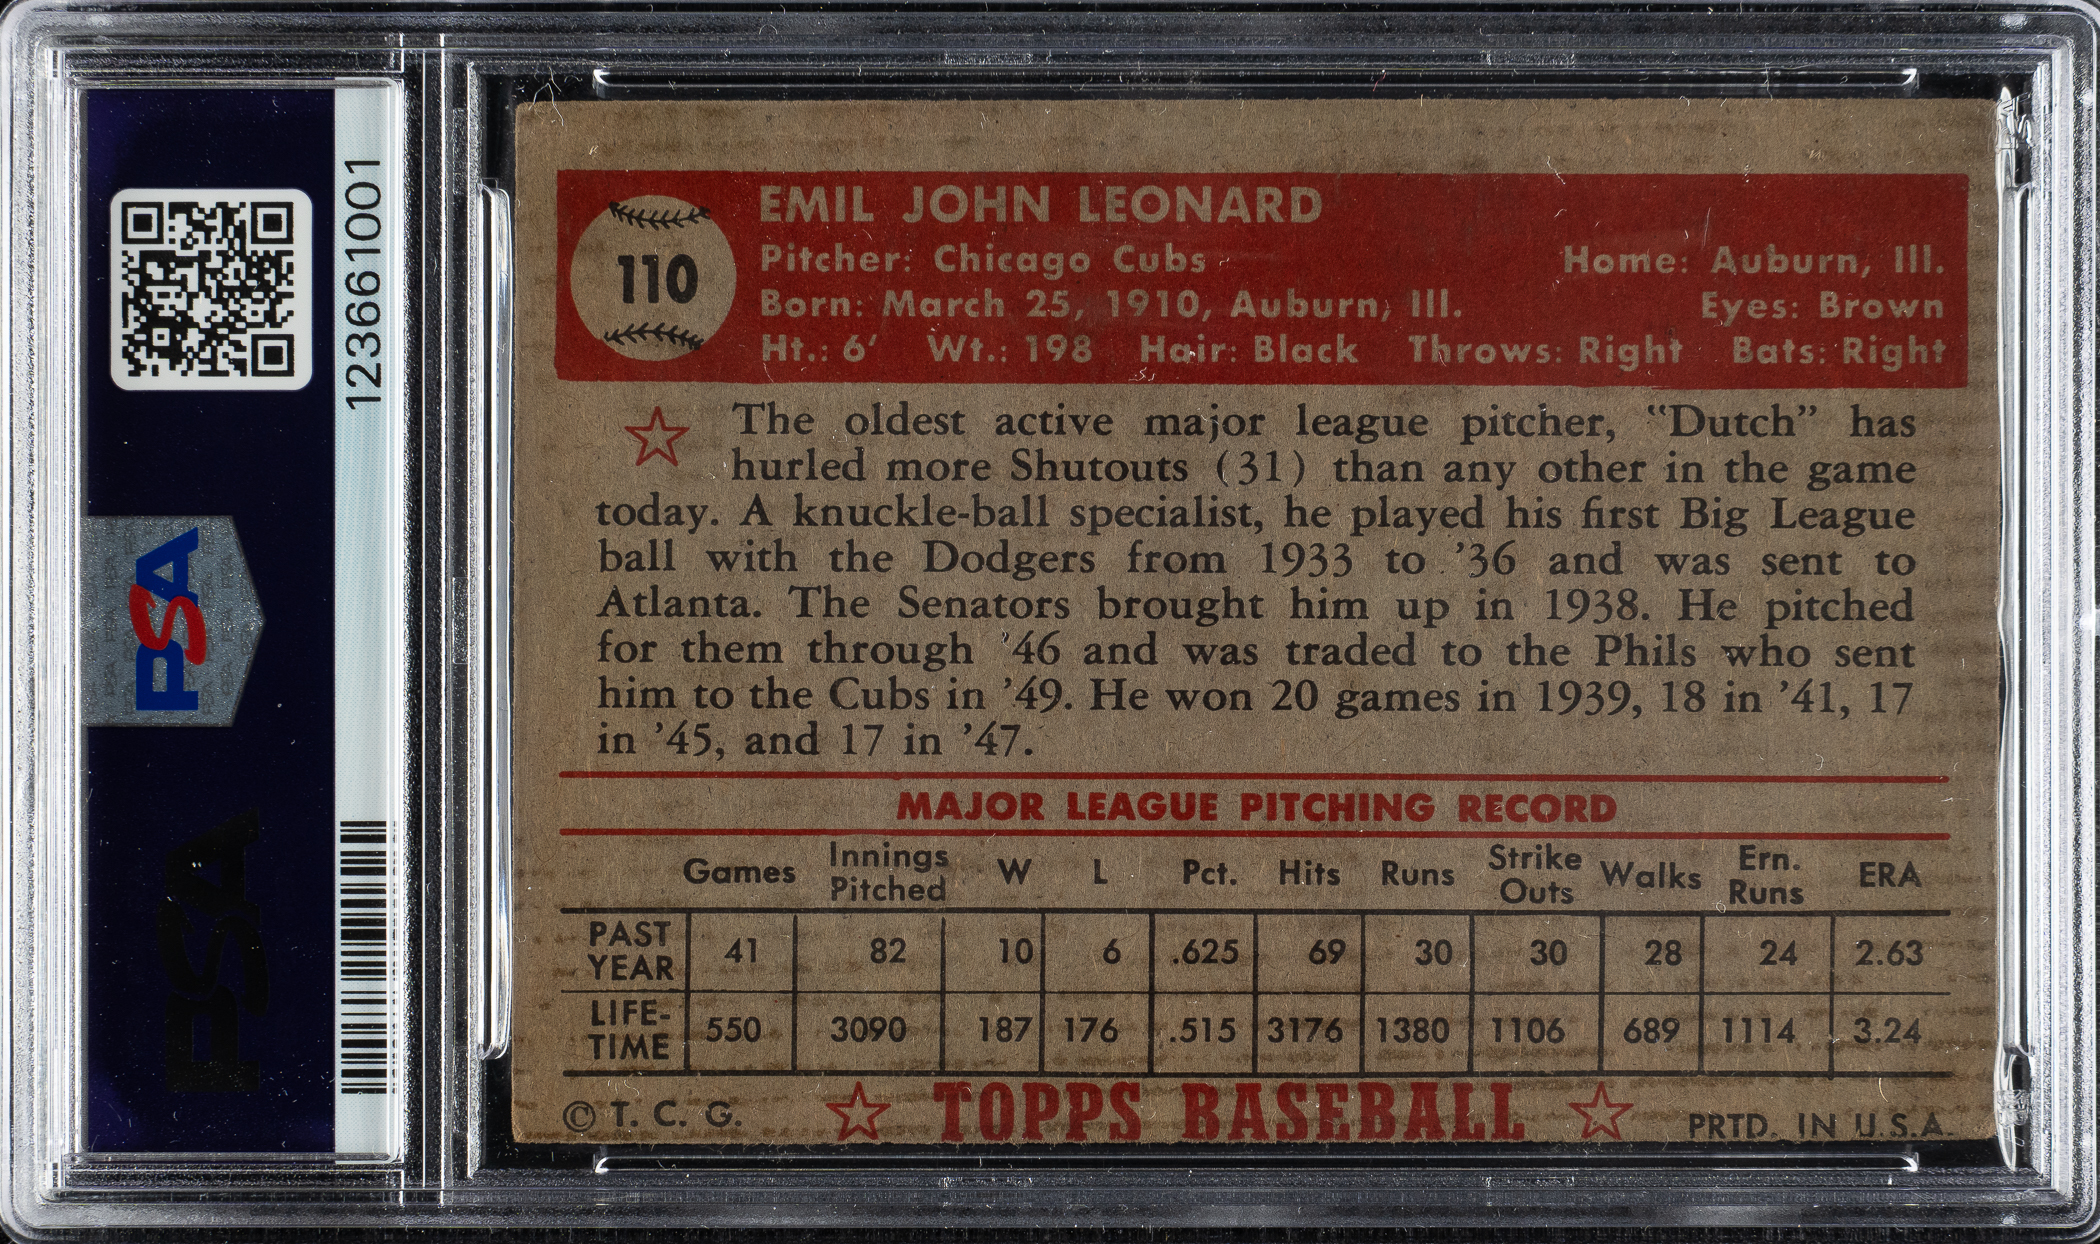 123661001
PSA
PSA
110
EMIL JOHN LEONARD
Pitcher: Chicago Cubs Home: Auburn, Ill.
Born: March 25, 1910, Auburn, Ill. Eyes: Brown
Ht.: 6' Wt.: 198 Hair: Black Throws: Right Bats: Right
The oldest active major league pitcher, "Dutch" has
hurled more Shutouts (31) than any other in the game
today. A knuckle-ball specialist, he played his first Big League
ball with the Dodgers from 1933 to '36 and was sent to
Atlanta. The Senators brought him up in 1938. He pitched
for them through '46 and was traded to the Phils who sent
him to the Cubs in '49. He won 20 games in 1939, 18 in '41, 17
in '45, and 17 in '47.
MAJOR LEAGUE PITCHING RECORD
Games Innings Pitched W L Pct. Hits Runs Strike Outs Walks Ern. Runs ERA
PAST YEAR 41 82 10 6 .625 69 30 30 28 24 2.63
LIFE-TIME 550 3090 187 176 .515 3176 1380 1106 689 1114 3.24
© T. C. G. TOPPS BASEBALL PRTD. IN U.S.A.